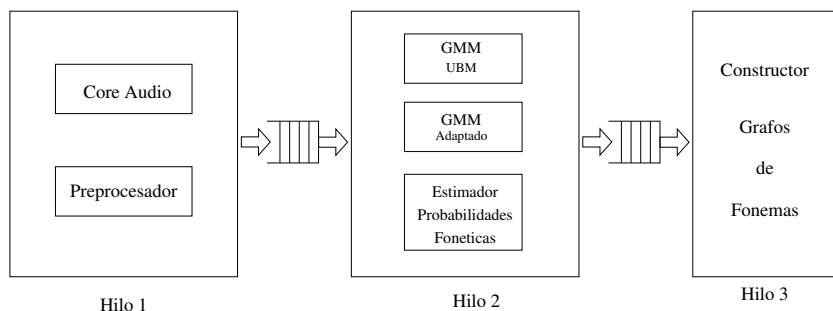 Core Audio
Preprocesador
Hilo 1
GMM
UBM
GMM
Adaptado
Estimador
Probabilidades
Foneticas
Hilo 2
Constructor
Grafos
de
Fonemas
Hilo 3